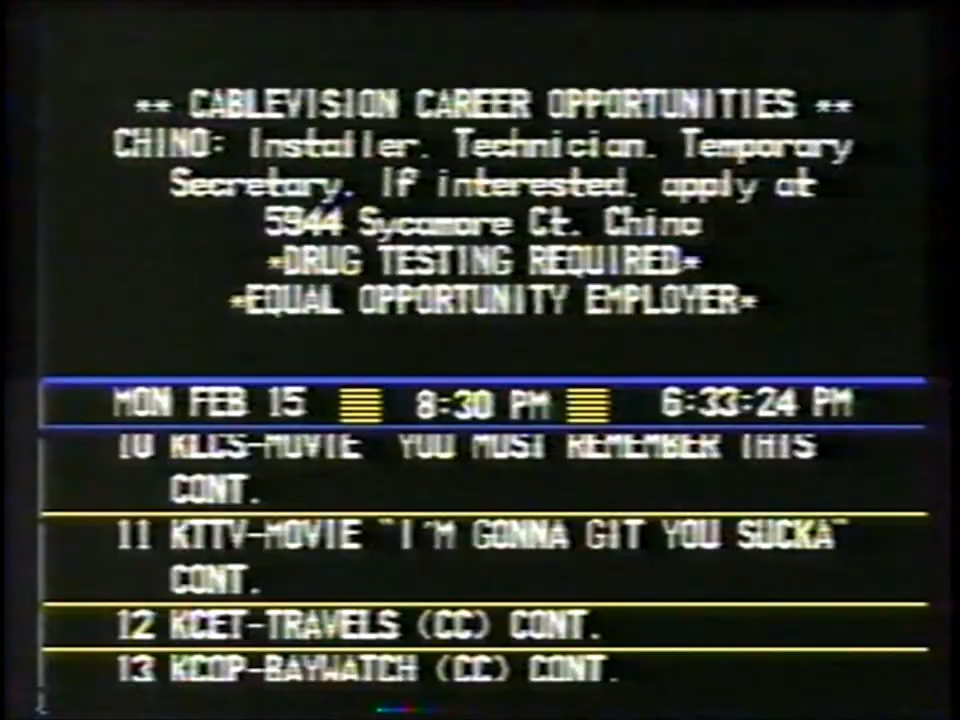 ** CABLEVISION CAREER OPPORTUNITIES **
CHINO: Installer. Technician. Temporary
Secretary. If interested. apply at
5944 Sycamore Ct. Chino
*DRUG TESTING REQUIRED*
*EQUAL OPPORTUNITY EMPLOYER*
MON FEB 15 8:30 PM 6:33:24 PM
10 KLCS-MOVIE YOU MUST REMEMBER THIS
CONT.
11 KTTV-MOVIE "I'M GONNA GIT YOU SUCKA"
CONT.
12 KCET-TRAVELS (CC) CONT.
13 KCOP-BAYWATCH (CC) CONT.